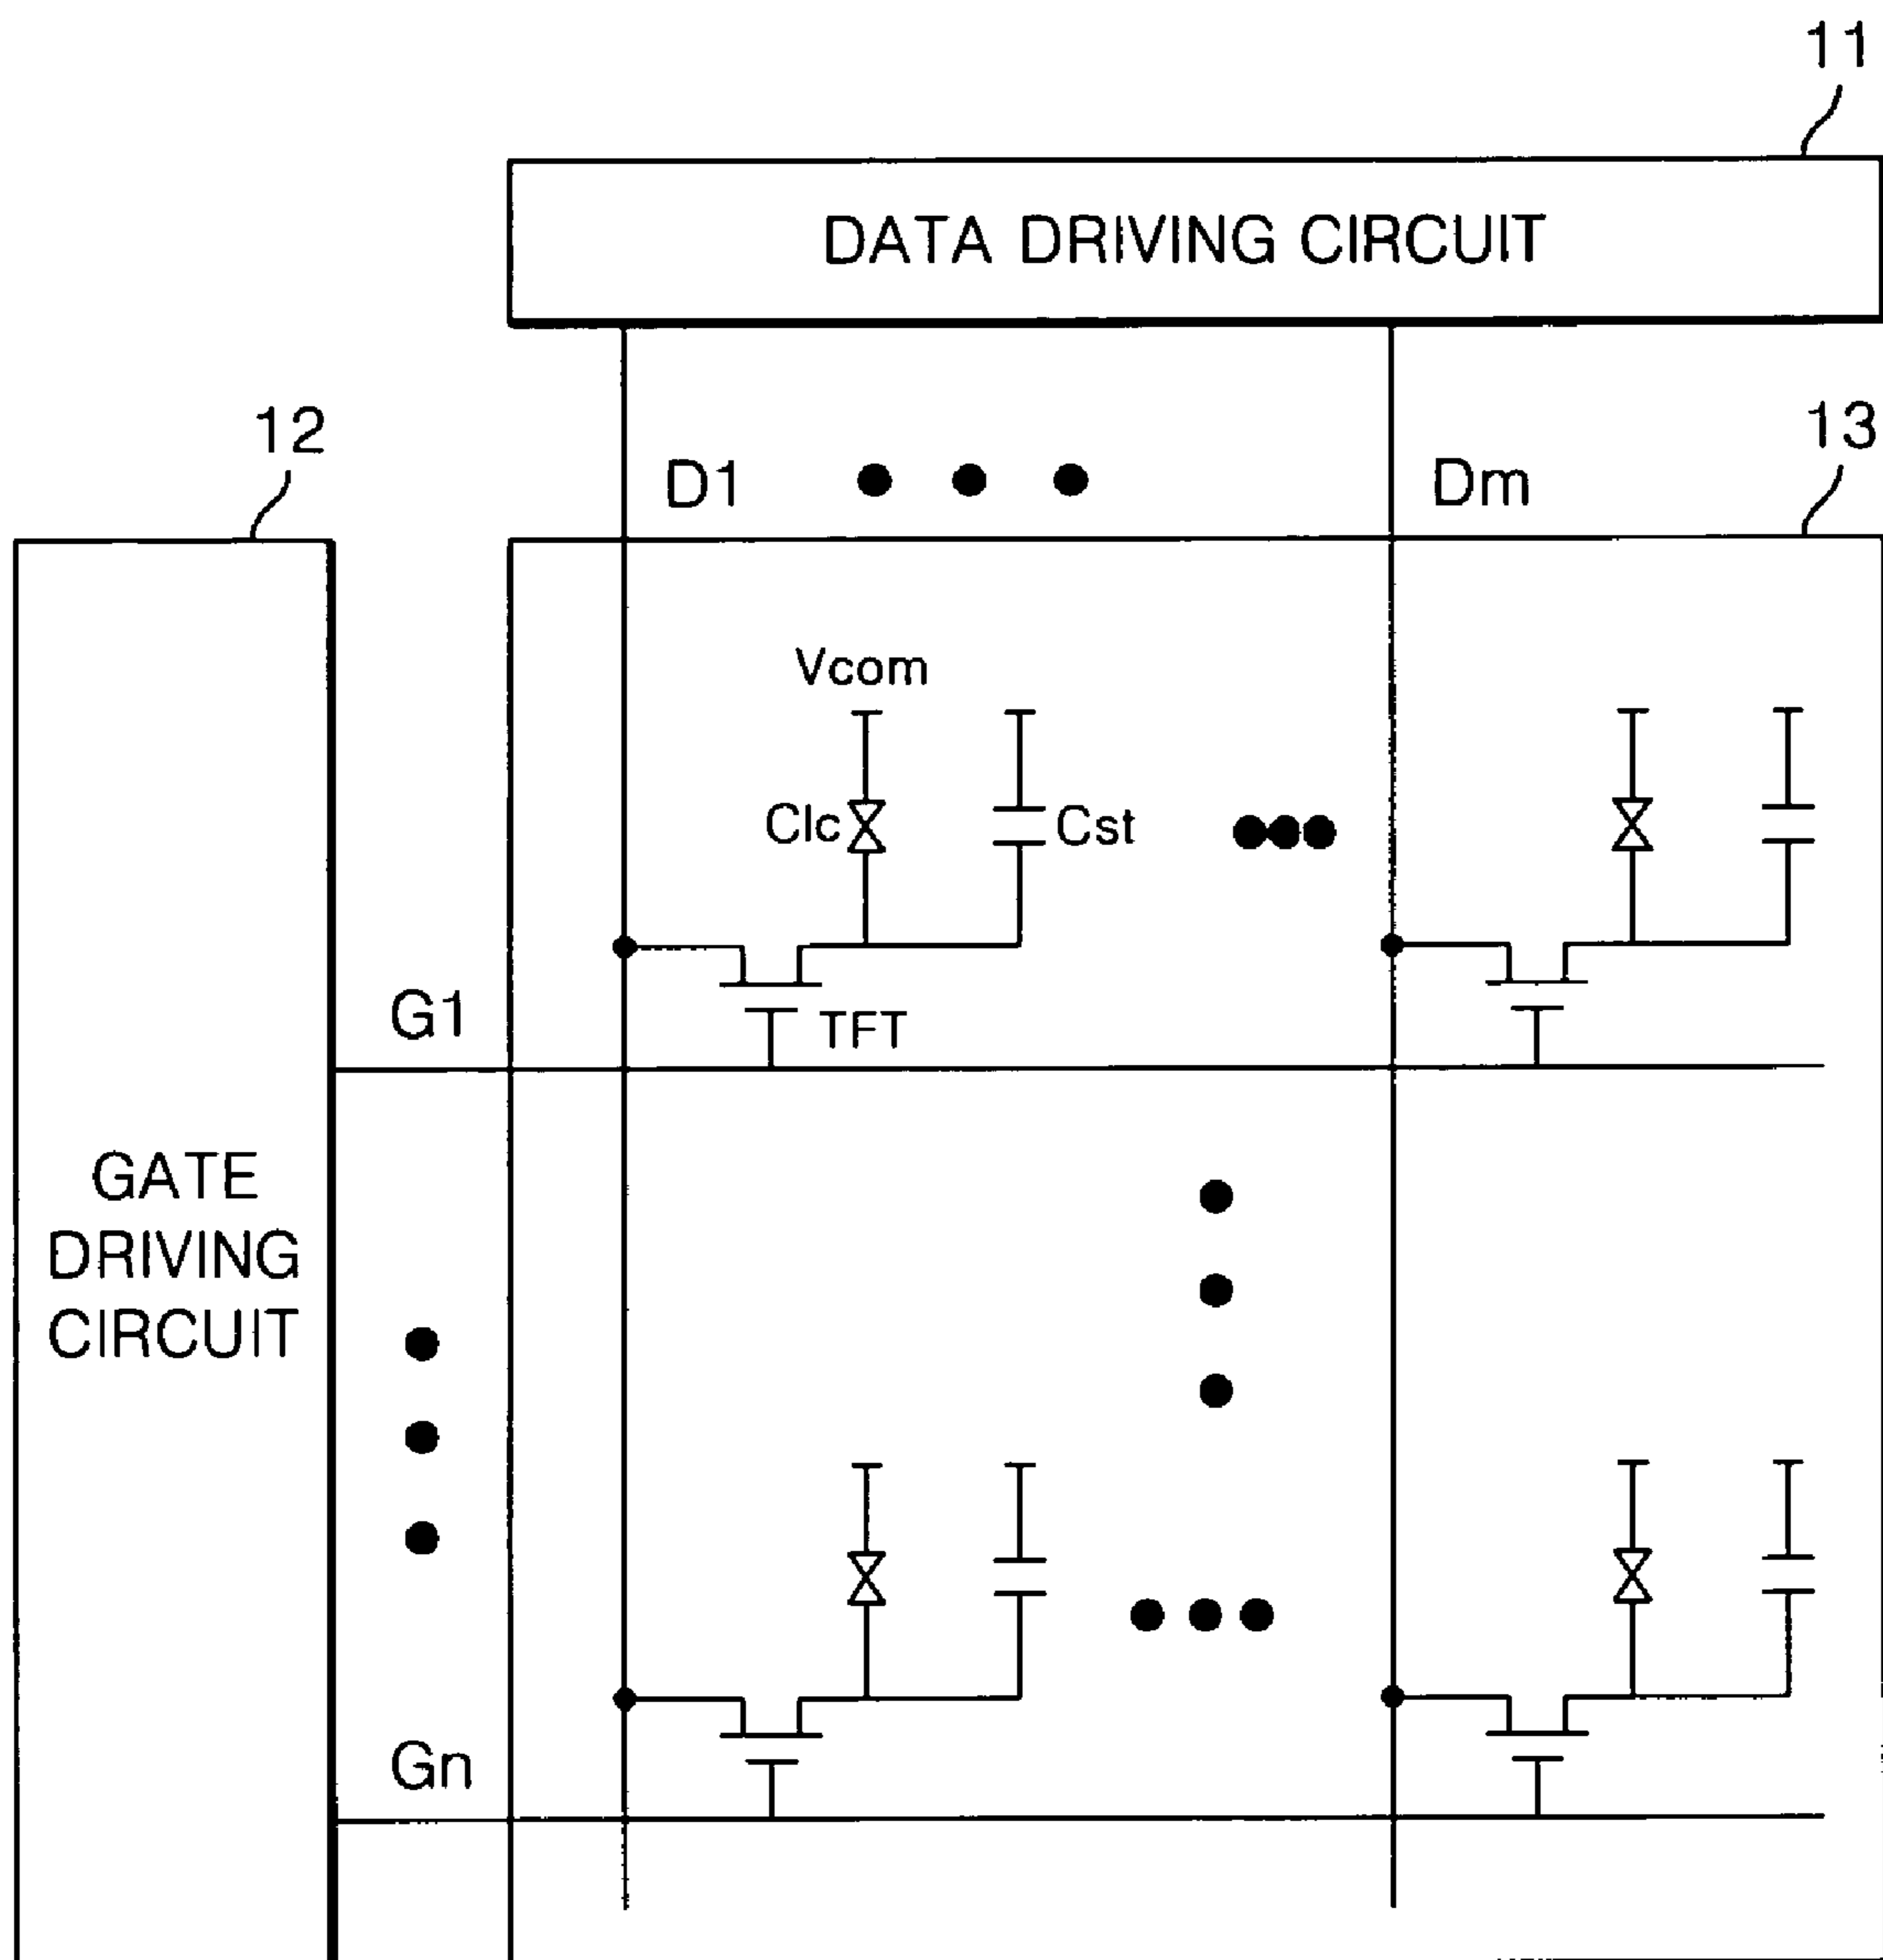 11
DATA DRIVING CIRCUIT
12
13
D1
Dm
Vcom
Clc
Cst
G1
TFT
GATE
DRIVING
CIRCUIT
Gn